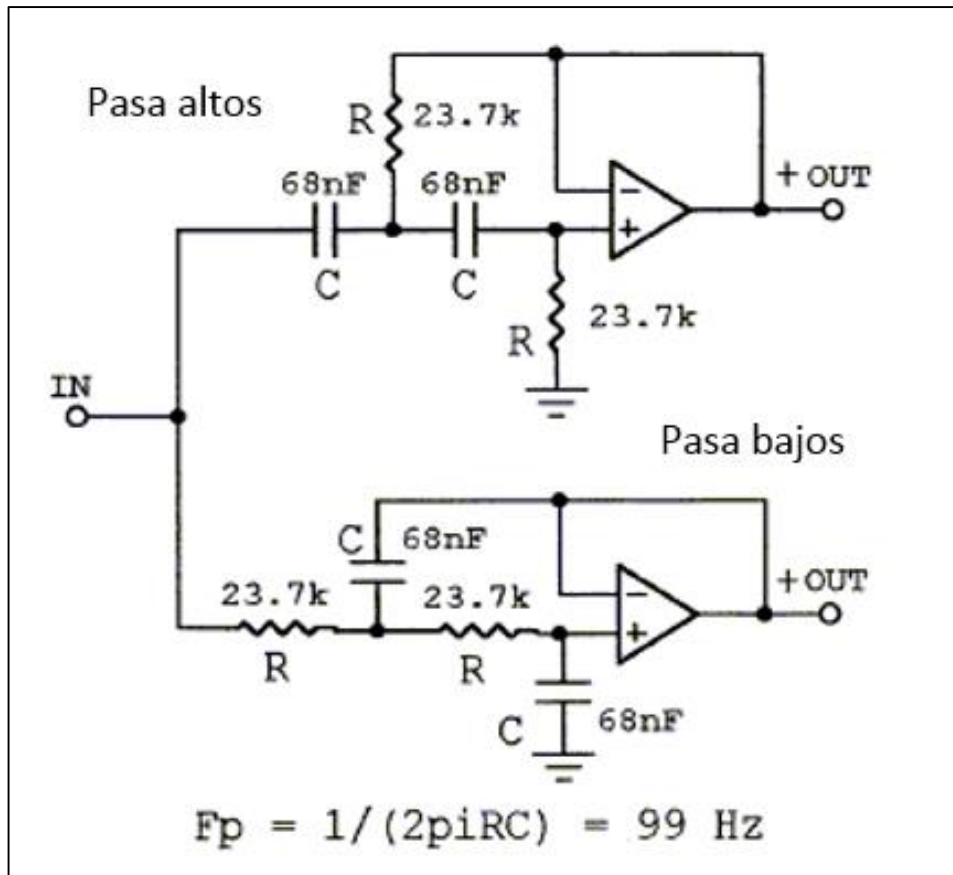 Pasa altos
R
23.7k
68nF
68nF
C
C
-
+
+ OUT
R
23.7k
IN
Pasa bajos
C
68nF
23.7k
23.7k
R
R
-
+
+OUT
C
68nF
Fp = 1/(2piRC) = 99 Hz